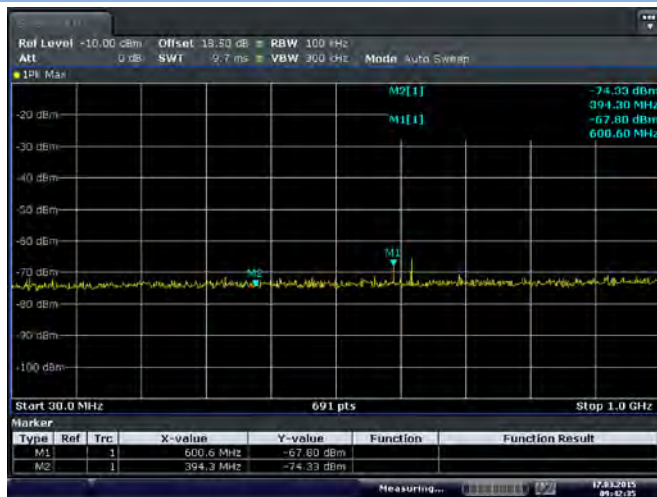 Ref Level -10.00 dBm Offset 18.50 dB RBW 100 kHz
Att 0 dB SWT 9.7 ms VBW 300 kHz Mode Auto Sweep
1Pk Max
M2[1] -74.33 dBm
394.30 MHz
M1[1] -67.80 dBm
600.60 MHz
-20 dBm
-30 dBm
-40 dBm
-50 dBm
-60 dBm
M1
-70 dBm
M2
-80 dBm
-90 dBm
-100 dBm
Start 30.0 MHz 691 pts Stop 1.0 GHz
Marker
Type Ref Trc X-value Y-value Function Function Result
M1 1 600.6 MHz -67.80 dBm
M2 1 394.3 MHz -74.33 dBm
Measuring... 17.03.2015
09:42:35